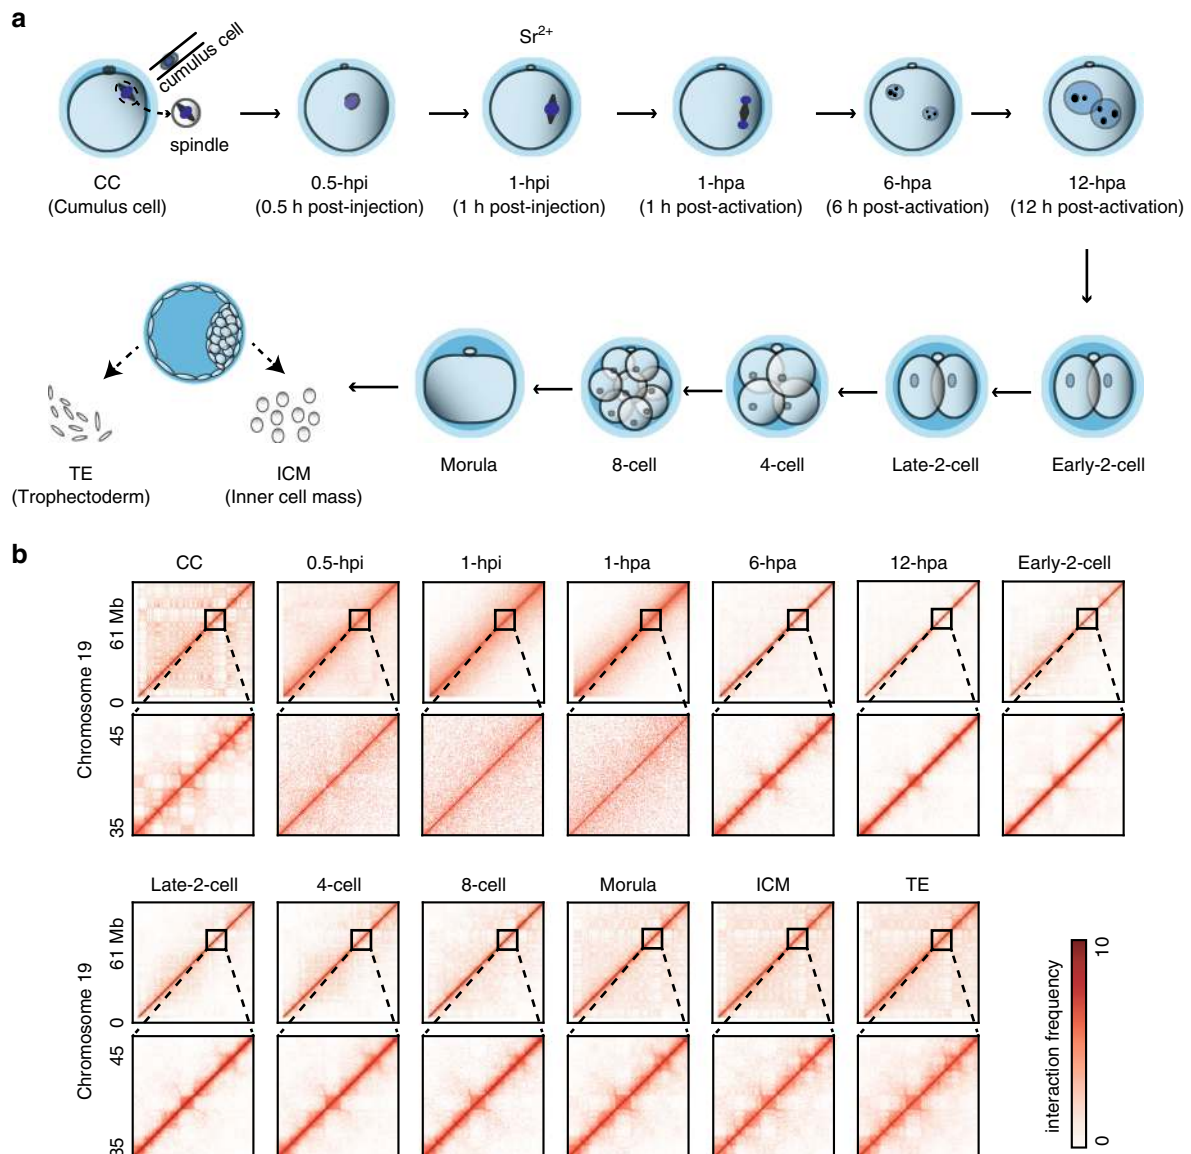 a
Sr²⁺
cumulus cell
spindle
CC
(Cumulus cell)
0.5-hpi
(0.5 h post-injection)
1-hpi
(1 h post-injection)
1-hpa
(1 h post-activation)
6-hpa
(6 h post-activation)
12-hpa
(12 h post-activation)
TE
(Trophectoderm)
ICM
(Inner cell mass)
Morula
8-cell
4-cell
Late-2-cell
Early-2-cell
b
CC
0.5-hpi
1-hpi
1-hpa
6-hpa
12-hpa
Early-2-cell
Chromosome 19
0
61 Mb
35
45
Late-2-cell
4-cell
8-cell
Morula
ICM
TE
Chromosome 19
0
61 Mb
35
45
interaction frequency
0
10